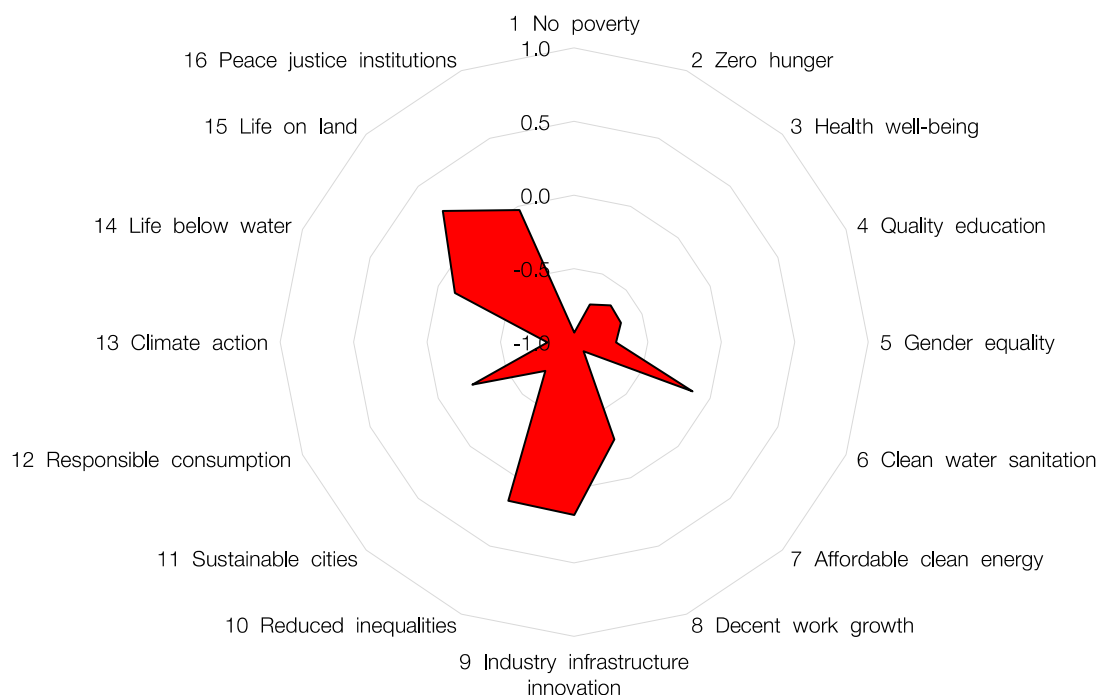 1 No poverty
1.0
16 Peace justice institutions
2 Zero hunger
15 Life on land
0.5
3 Health well-being
0.0
14 Life below water
4 Quality education
-0.5
13 Climate action
-1.0
5 Gender equality
12 Responsible consumption
6 Clean water sanitation
11 Sustainable cities
7 Affordable clean energy
10 Reduced inequalities
8 Decent work growth
9 Industry infrastructure
innovation